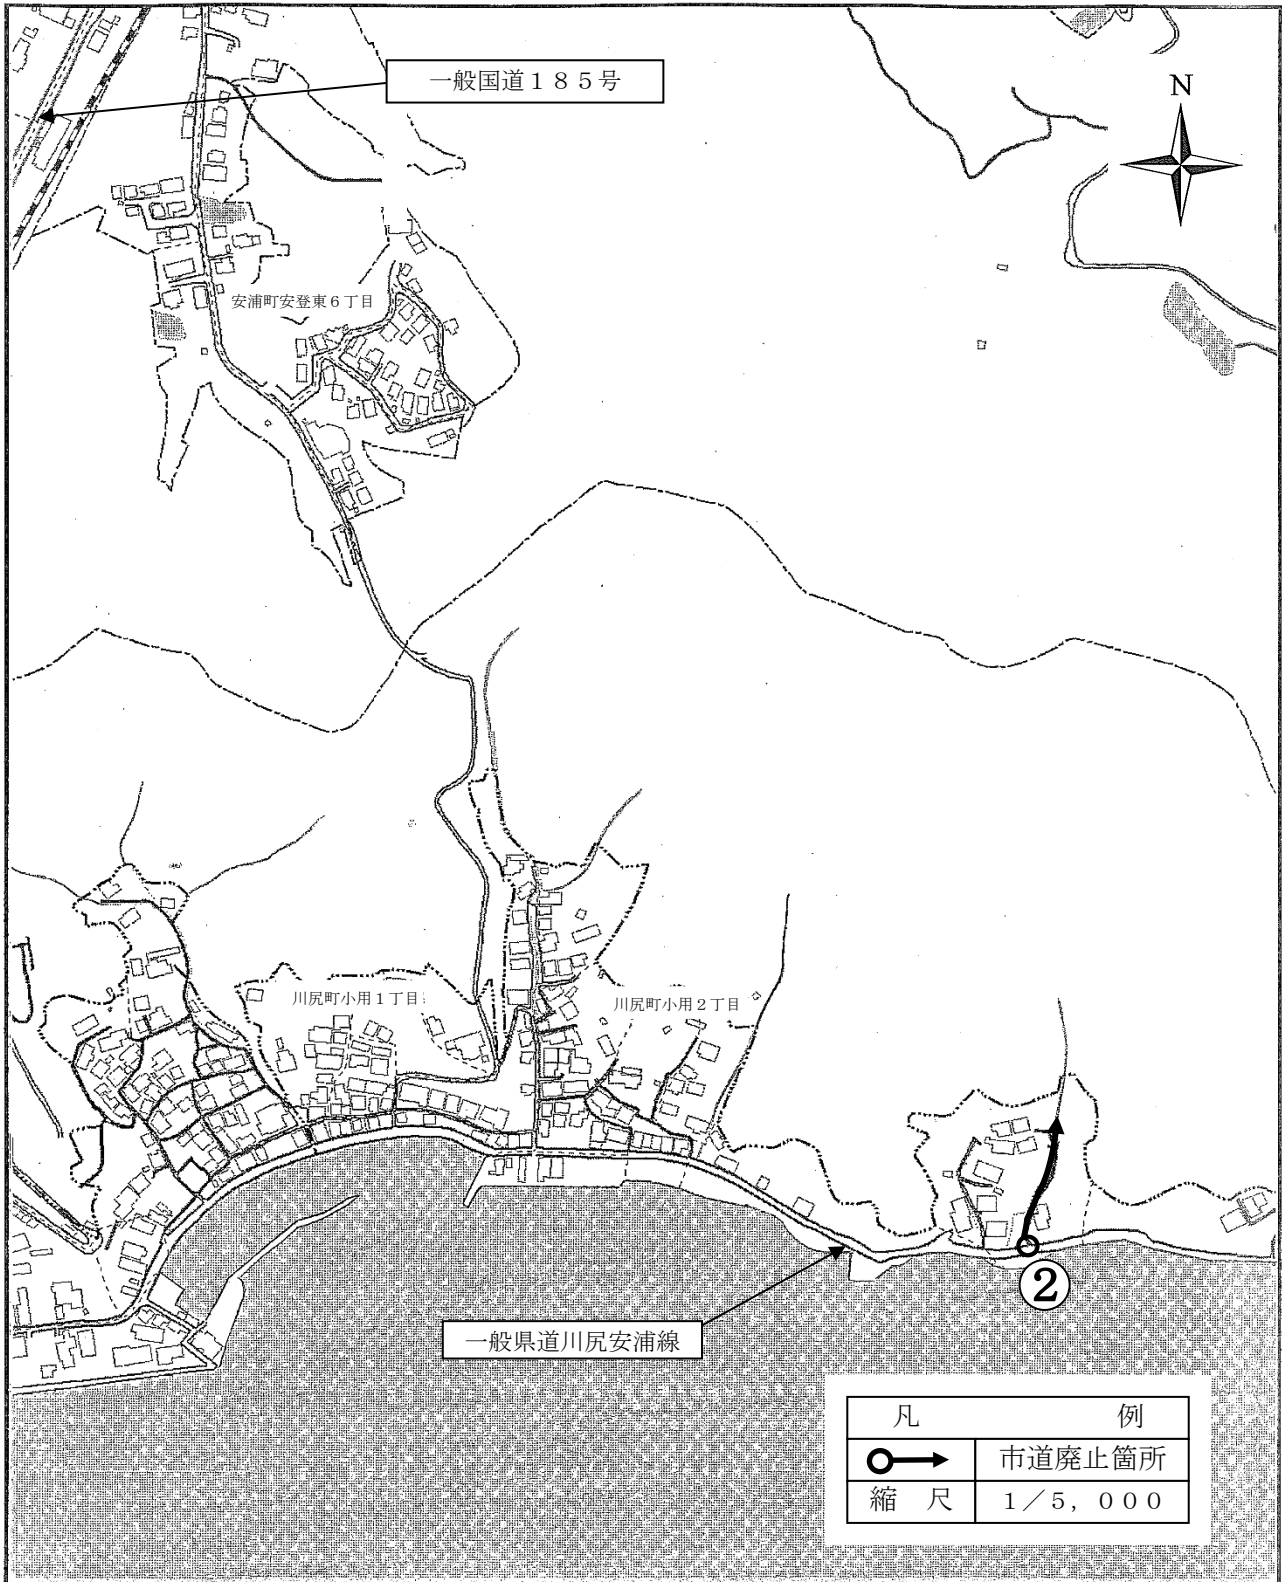 一般国道１８５号
N
安浦町安登東６丁目
川尻町小用１丁目
川尻町小用２丁目
②
一般県道川尻安浦線
凡　例
市道廃止箇所
縮　尺　１／５，０００